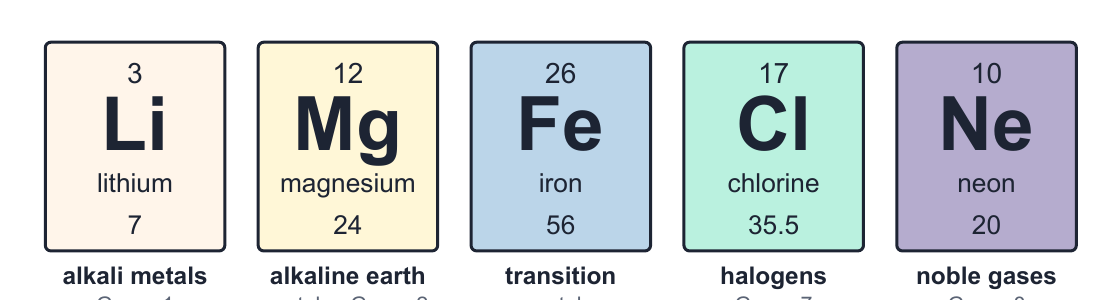 3
Li
lithium
7
alkali metals
12
Mg
magnesium
24
alkaline earth
26
Fe
iron
56
transition
17
Cl
chlorine
35.5
halogens
10
Ne
neon
20
noble gases